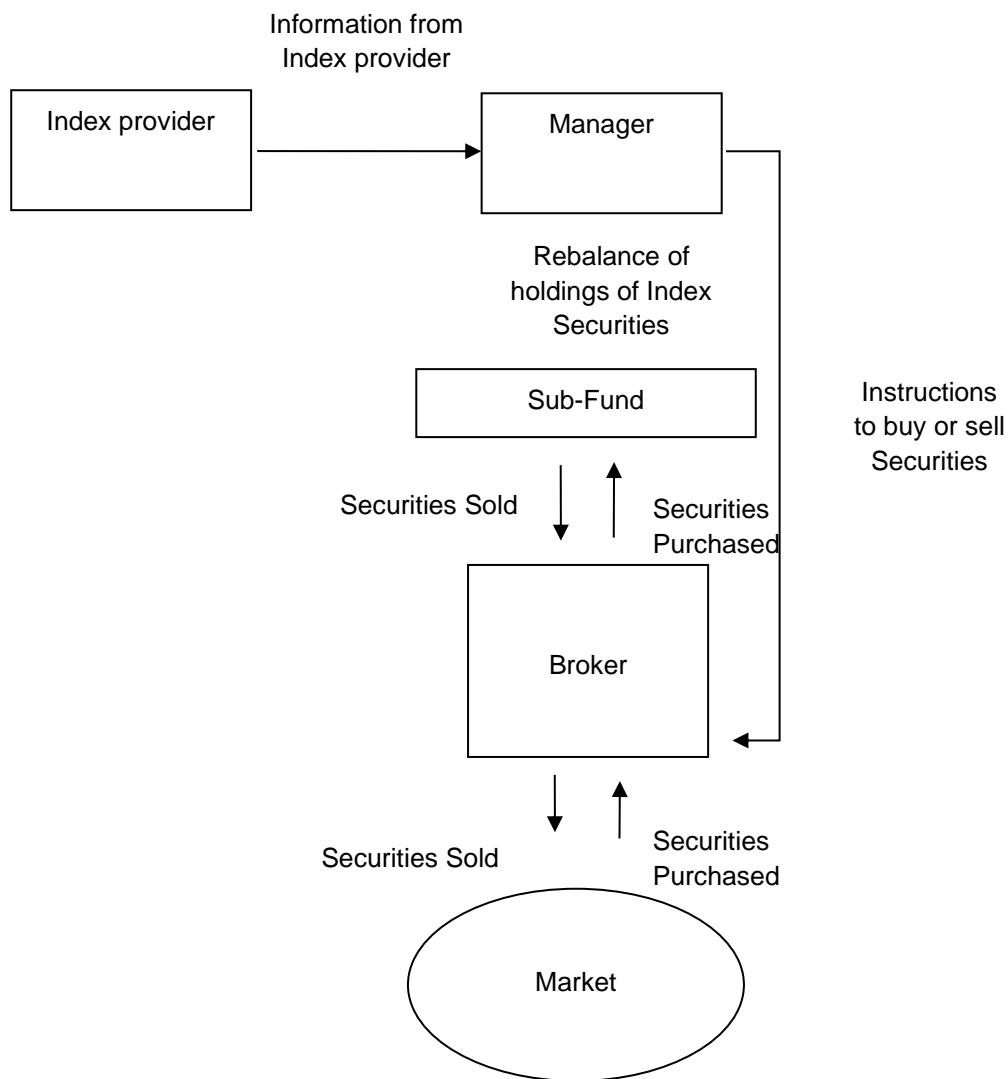 Information from
Index provider
Index provider
Manager
Rebalance of
holdings of Index
Securities
Sub-Fund
Instructions
to buy or sell
Securities
Securities Sold
Securities
Purchased
Broker
Securities Sold
Securities
Purchased
Market